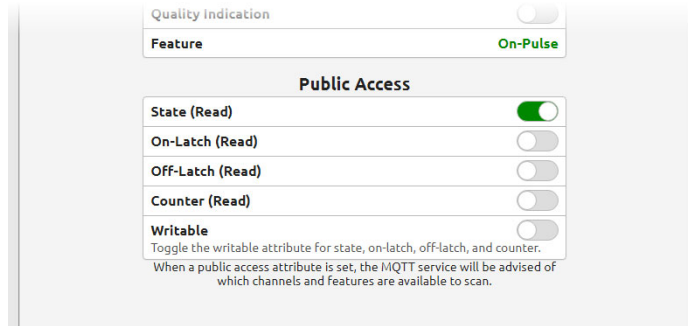 Quality Indication
Feature On-Pulse
Public Access
State (Read)
On-Latch (Read)
Off-Latch (Read)
Counter (Read)
Writable
Toggle the writable attribute for state, on-latch, off-latch, and counter.
When a public access attribute is set, the MQTT service will be advised of
which channels and features are available to scan.